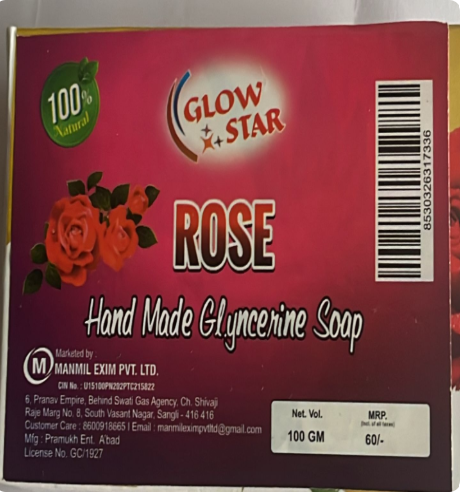 100%
Natural
GLOW
STAR
8530326317336
ROSE
Hand Made Glyncerine Soap
M
Marketed by :
MANMIL EXIM PVT. LTD.
CIN No. : U15100PN202PTC215822
6. Pranav Empire, Behind Swati Gas Agency, Ch. Shivaji
Raje Marg No. 8, South Vasant Nagar, Sangli - 416 416
Customer Care : 8600918665 I Email : manmileximpvtltd@gmail.com
Mfg : Pramukh Ent. A'bad
License No. GC/1927
Net. Vol.
100 GM
MRP.
(Incl. of all taxes)
60/-